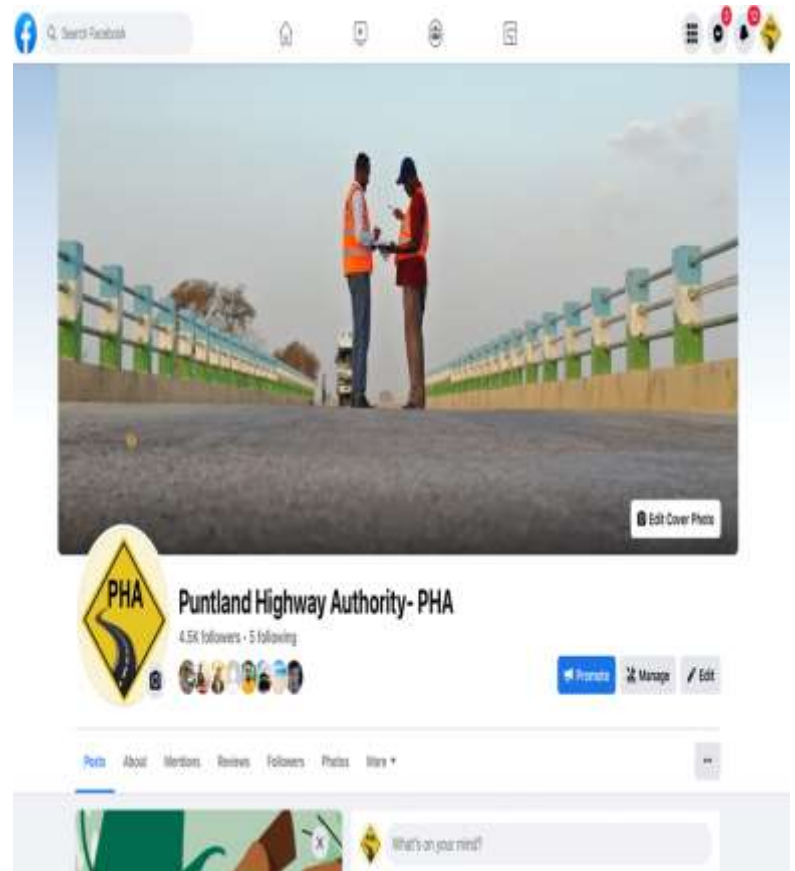 Search Facebook
Edit Cover Photo
PHA
Puntland Highway Authority- PHA
4.5K followers • 5 following
Promote
Manage
Edit
Posts
About
Mentions
Reviews
Followers
Photos
More
What's on your mind?